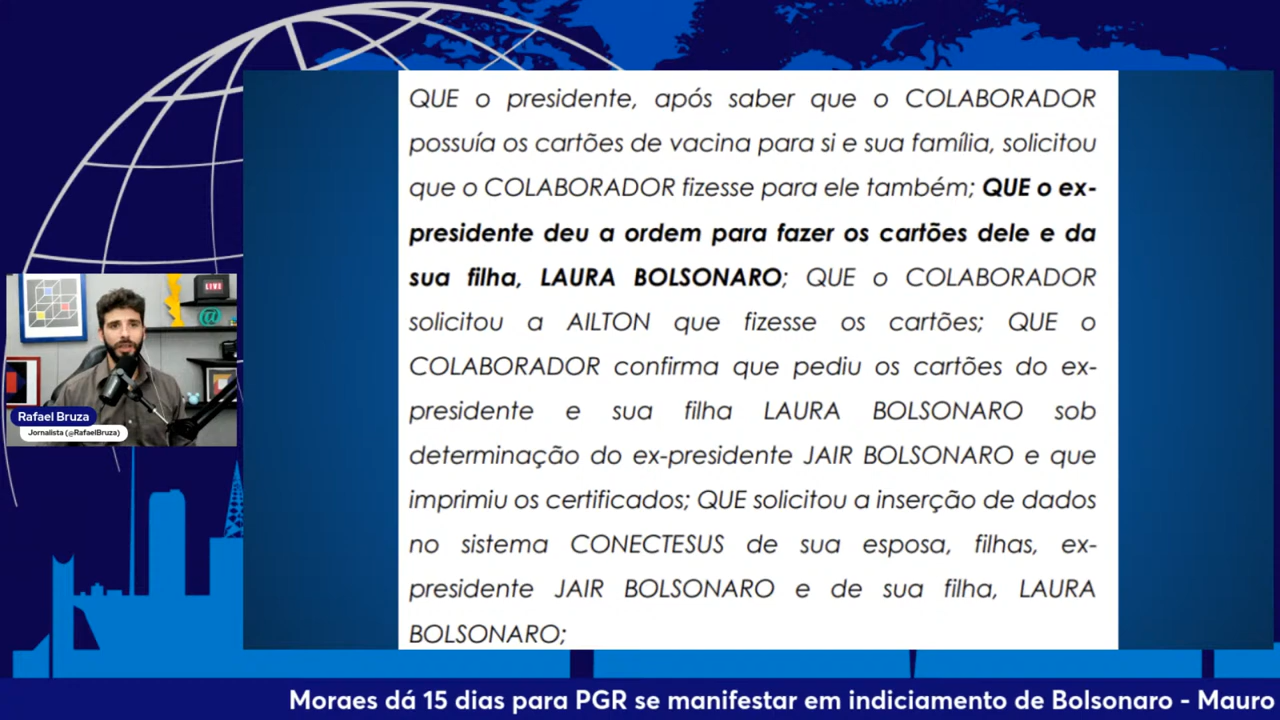 QUE o presidente, após saber que o COLABORADOR
possuía os cartões de vacina para si e sua família, solicitou
que o COLABORADOR fizesse para ele também; QUE o ex-
presidente deu a ordem para fazer os cartões dele e da
sua filha, LAURA BOLSONARO; QUE o COLABORADOR
solicitou a AILTON que fizesse os cartões; QUE o
COLABORADOR confirma que pediu os cartões do ex-
presidente e sua filha LAURA BOLSONARO sob
determinação do ex-presidente JAIR BOLSONARO e que
imprimiu os certificados; QUE solicitou a inserção de dados
no sistema CONECTESUS de sua esposa, filhas, ex-
presidente JAIR BOLSONARO e de sua filha, LAURA
BOLSONARO;
LIVE
@
Rafael Bruza
Jornalista (@RafaelBruza)
Moraes dá 15 dias para PGR se manifestar em indiciamento de Bolsonaro - Mauro